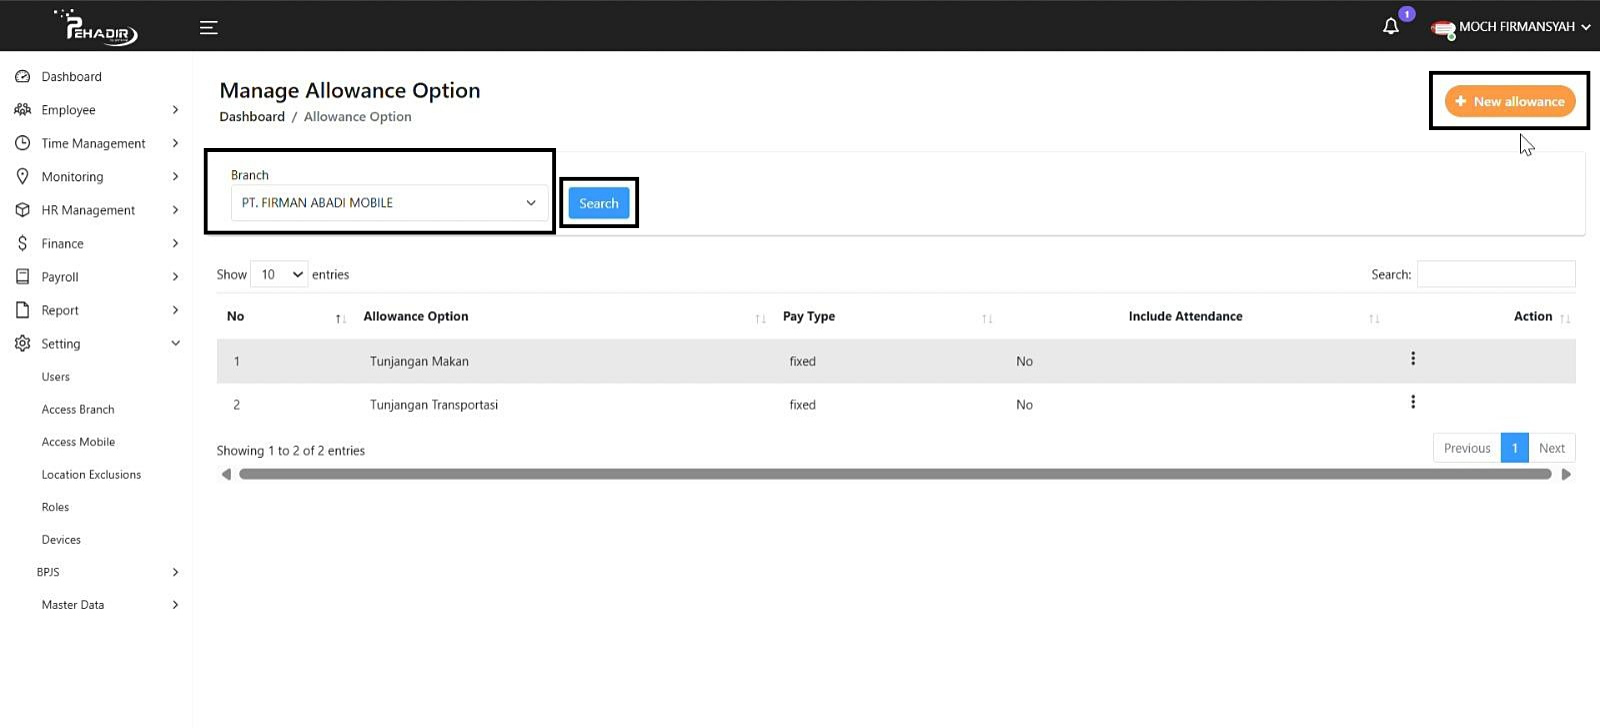 PEHADIR
1
MOCH FIRMANSYAH
Dashboard
Employee
Time Management
Monitoring
HR Management
Finance
Payroll
Report
Setting
Users
Access Branch
Access Mobile
Location Exclusions
Roles
Devices
BPJS
Master Data
Manage Allowance Option
Dashboard / Allowance Option
+ New allowance
Branch
PT. FIRMAN ABADI MOBILE
Search
Show 10 entries
Search:
No Allowance Option Pay Type Include Attendance Action
1 Tunjangan Makan fixed No
2 Tunjangan Transportasi fixed No
Showing 1 to 2 of 2 entries
Previous 1 Next